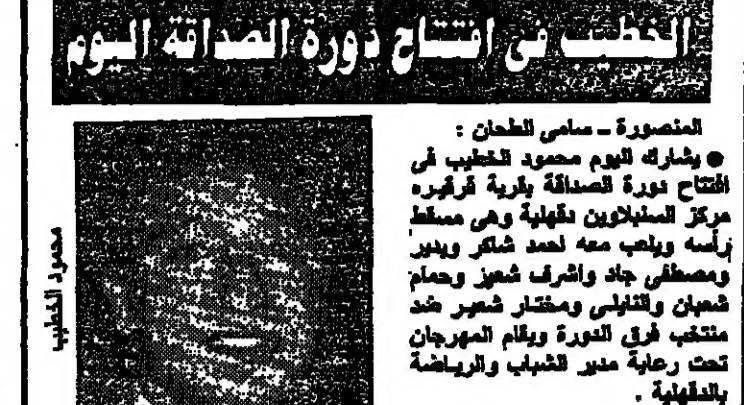 الخطيب فى افتتاح دورة الصداقة اليوم
المنصورة ـ سامى الطحان :
● يشارك اليوم محمود الخطيب فى
افتتاح دورة الصداقة بقرية قرقيره
مركز السنبلاوين دقهلية وهى مسقط
رأسه ويلعب معه احمد شاكر وبدير
ومصطفى جاد واشرف شعيز وحمام
شعبان والنابلى ومختار شعير ضد
منتخب فرق الدورة ويقام المهرجان
تحت رعاية مدير الشباب والرياضة
بالدقهلية .
محمود الخطيب